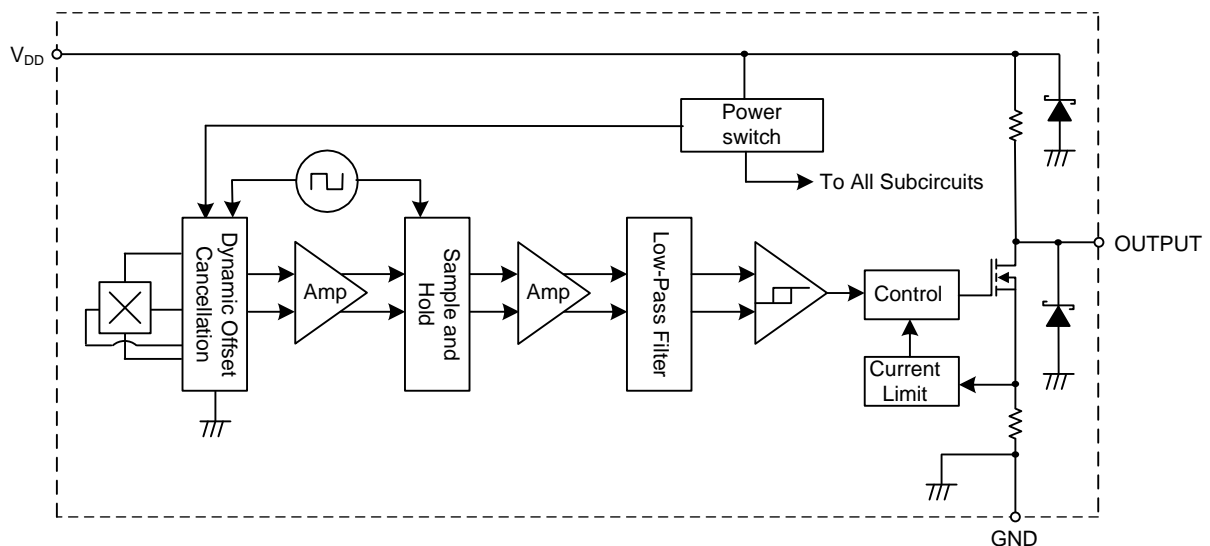 V_DD
Power
switch
To All Subcircuits
Dynamic Offset
Cancellation
Amp
Sample and
Hold
Amp
Low-Pass Filter
Control
Current
Limit
OUTPUT
GND